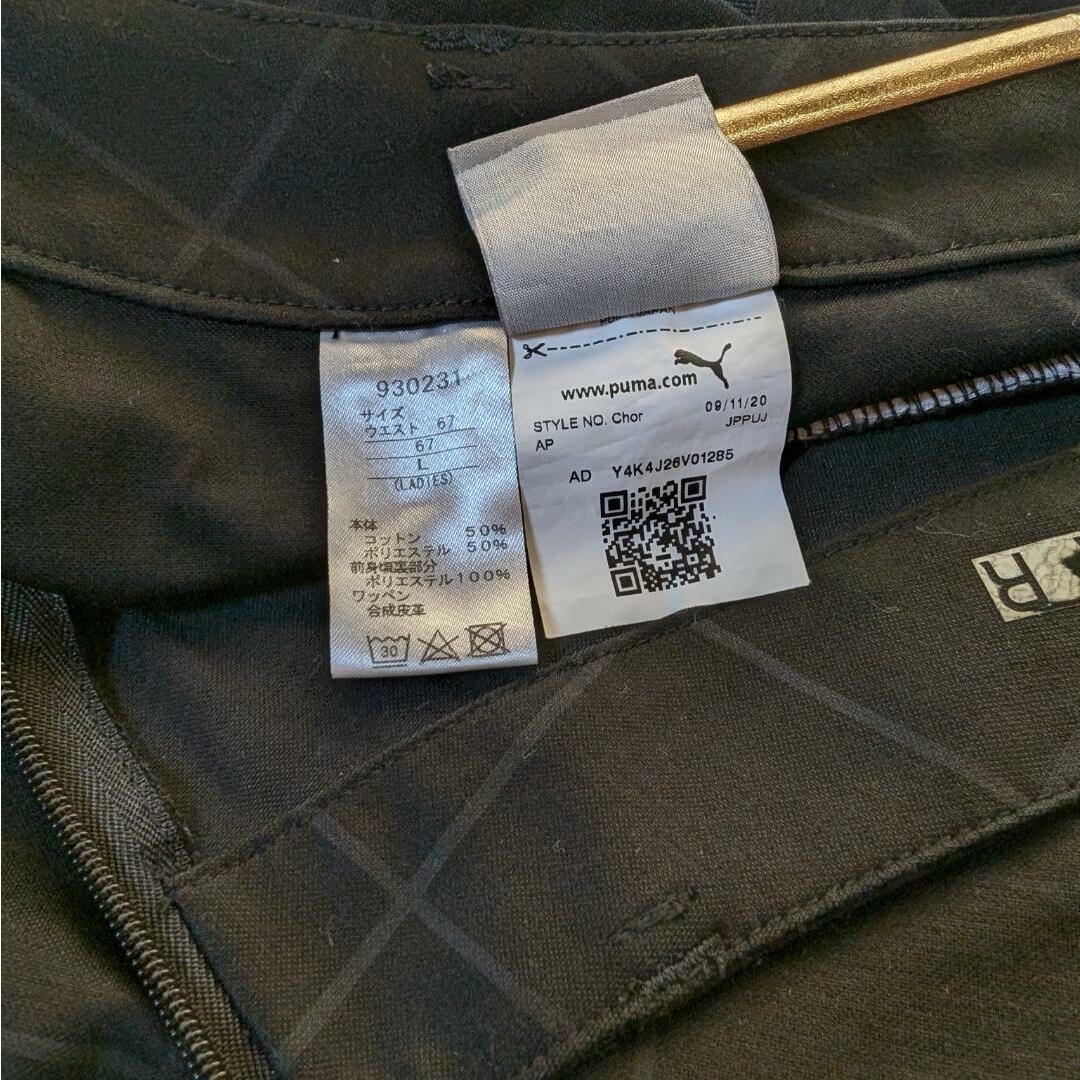 930231
サイズ
ウエスト 67
67
L
(LADIES)
本体
コットン 50%
ポリエステル 50%
前身頃裏部分
ポリエステル100%
ワッペン
合成皮革
30
www.puma.com
STYLE NO. Chor 09/11/20
AP JPPUJ
AD Y4K4J26V01285
R